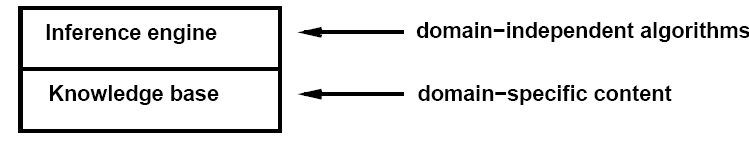 Inference engine domain−independent algorithms
Knowledge base domain−specific content